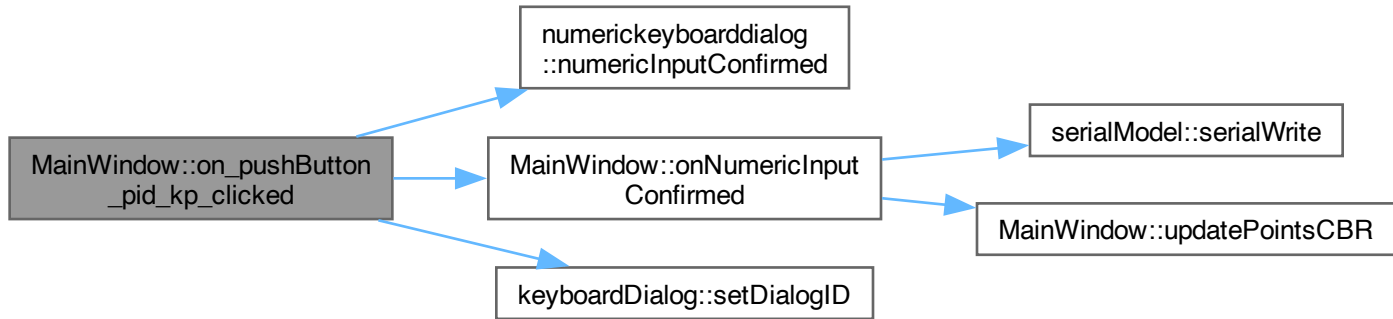 numerickeyboarddialog
::numericInputConfirmed
MainWindow::on_pushButton
_pid_kp_clicked
MainWindow::onNumericInput
Confirmed
serialModel::serialWrite
MainWindow::updatePointsCBR
keyboardDialog::setDialogID